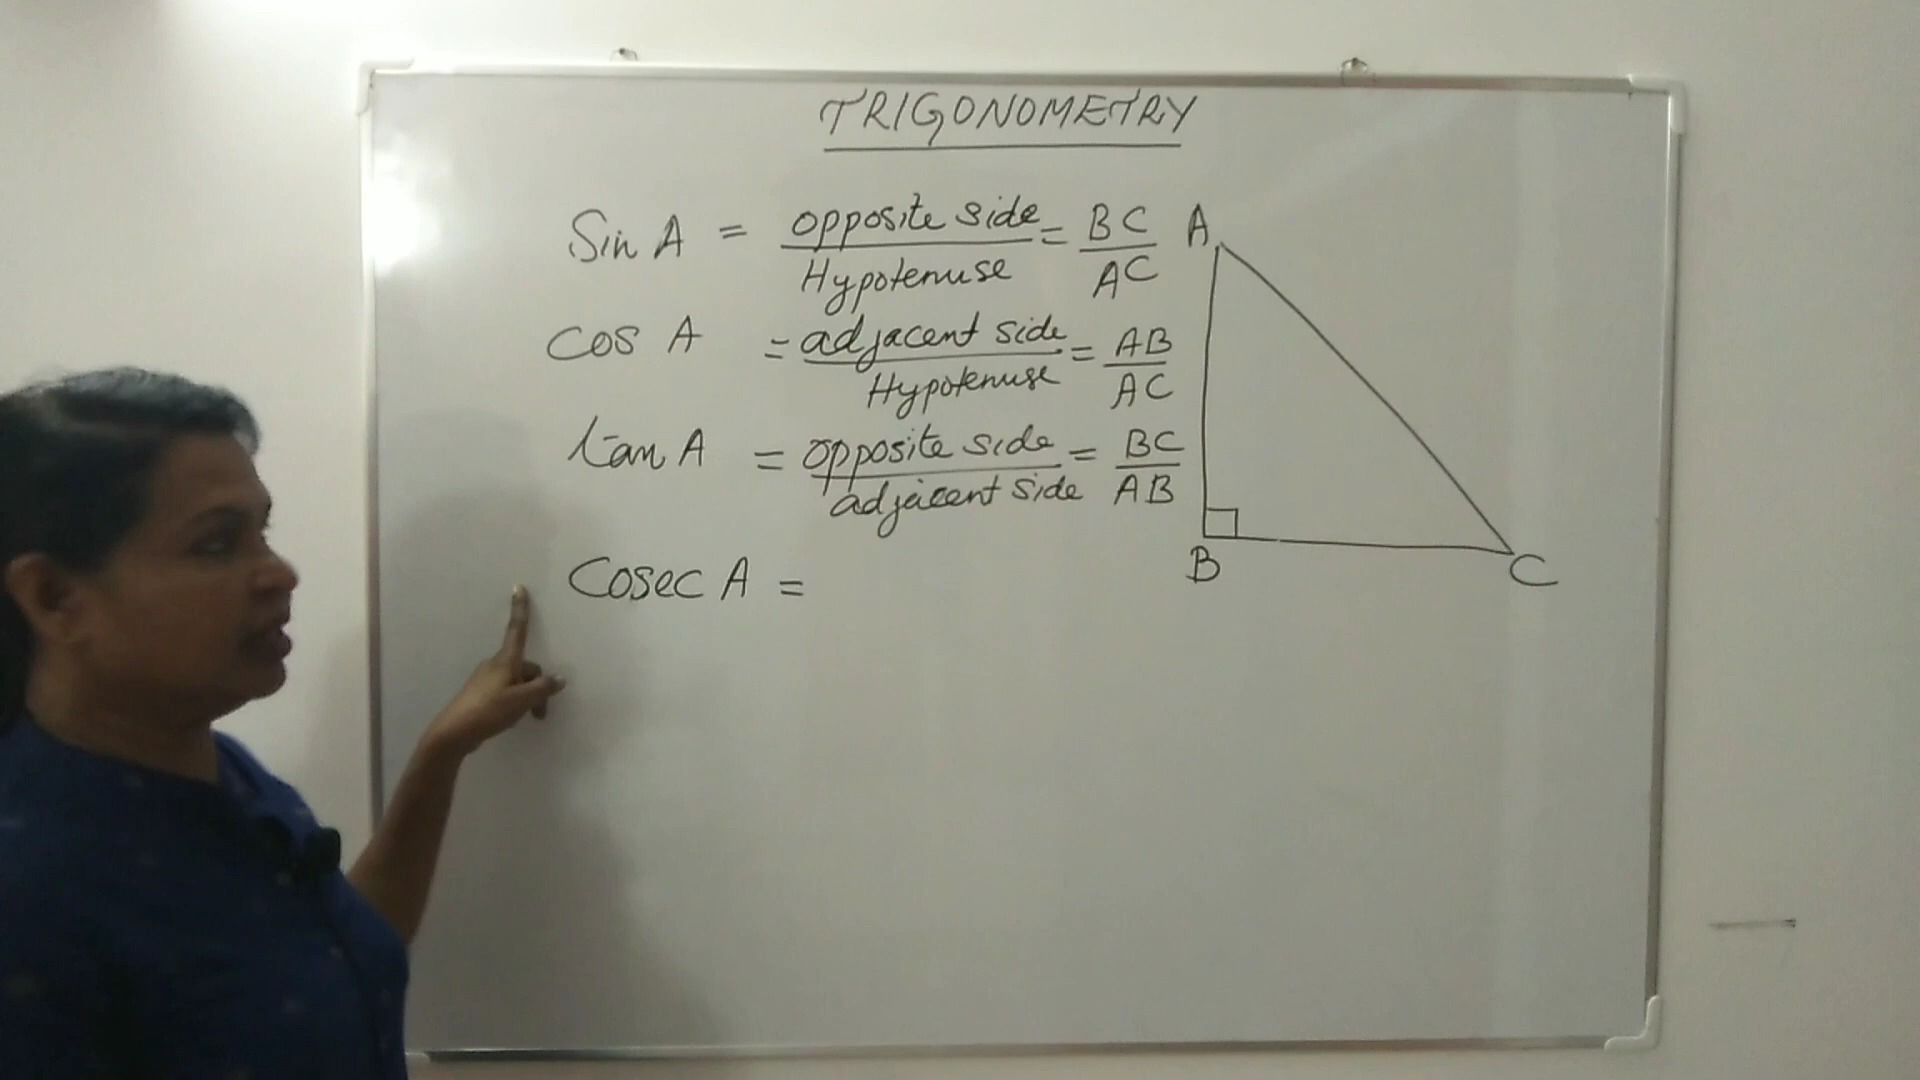 TRIGONOMETRY
Sin A = opposite side / Hypotenuse = BC / AC
cos A = adjacent side / Hypotenuse = AB / AC
tan A = opposite side / adjacent side = BC / AB
Cosec A =
A
B
C